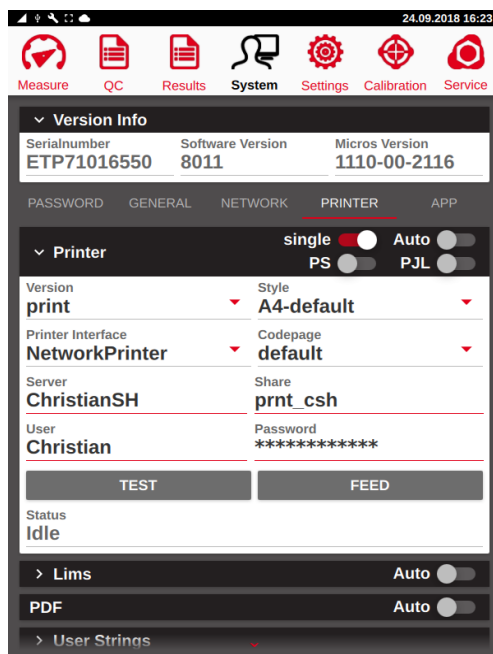 24.09.2018 16:23
Measure QC Results System Settings Calibration Service
Version Info
Serialnumber Software Version Micros Version
ETP71016550 8011 1110-00-2116
PASSWORD GENERAL NETWORK PRINTER APP
single Auto
Printer
PS PJL
Version Style
print A4-default
Printer Interface Codepage
NetworkPrinter default
Server Share
ChristianSH prnt_csh
User Password
Christian ************
TEST FEED
Status
Idle
Lims Auto
PDF Auto
User Strings